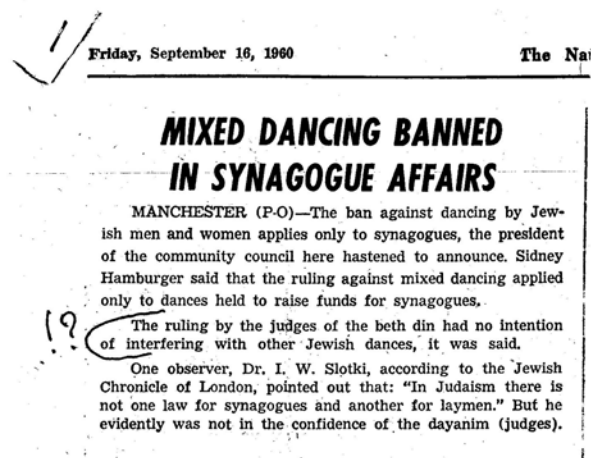 Friday, September 16, 1960
The Nai
MIXED DANCING BANNED
IN SYNAGOGUE AFFAIRS
MANCHESTER (P-O)—The ban against dancing by Jew-
ish men and women applies only to synagogues, the president
of the community council here hastened to announce. Sidney
Hamburger said that the ruling against mixed dancing applied
only to dances held to raise funds for synagogues.
!?
The ruling by the judges of the beth din had no intention
of interfering with other Jewish dances, it was said.
One observer, Dr. I. W. Slotki, according to the Jewish
Chronicle of London, pointed out that: “In Judaism there is
not one law for synagogues and another for laymen.” But he
evidently was not in the confidence of the dayanim (judges).